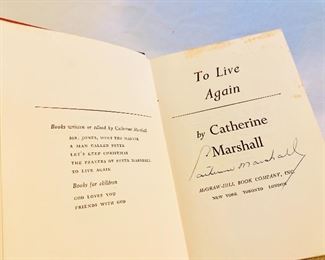 Books written or edited by Catherine Marshall
MR. JONES, MEET THE MASTER
A MAN CALLED PETER
LET'S KEEP CHRISTMAS
THE PRAYERS OF PETER MARSHALL
TO LIVE AGAIN
Books for children
GOD LOVES YOU
FRIENDS WITH GOD
To Live
Again
by Catherine
Marshall
Catherine Marshall
McGRAW-HILL BOOK COMPANY, INC.
NEW YORK TORONTO LONDON